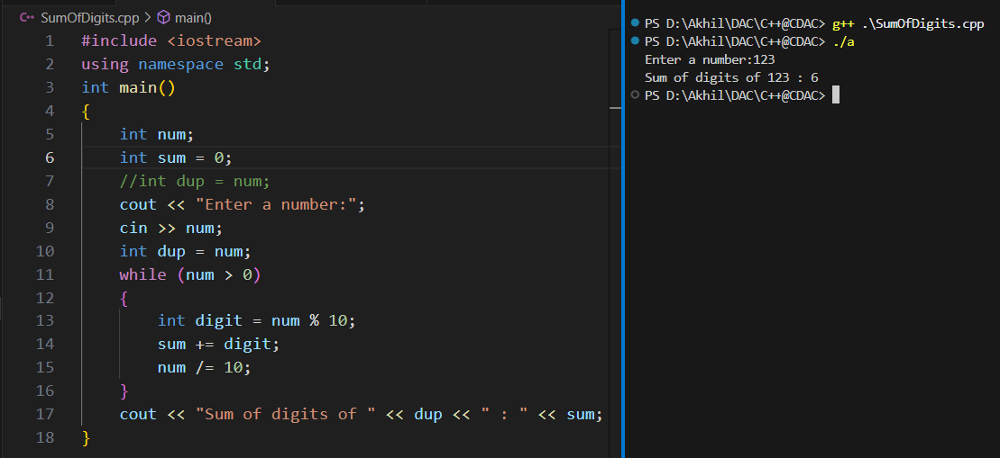 SumOfDigits.cpp > main()
1 #include <iostream>
2 using namespace std;
3 int main()
4 {
5     int num;
6     int sum = 0;
7     //int dup = num;
8     cout << "Enter a number:";
9     cin >> num;
10     int dup = num;
11     while (num > 0)
12     {
13         int digit = num % 10;
14         sum += digit;
15         num /= 10;
16     }
17     cout << "Sum of digits of " << dup << " : " << sum;
18 }
PS D:\Akhil\DAC\C++@CDAC> g++ .\SumOfDigits.cpp
PS D:\Akhil\DAC\C++@CDAC> ./a
Enter a number:123
Sum of digits of 123 : 6
PS D:\Akhil\DAC\C++@CDAC>